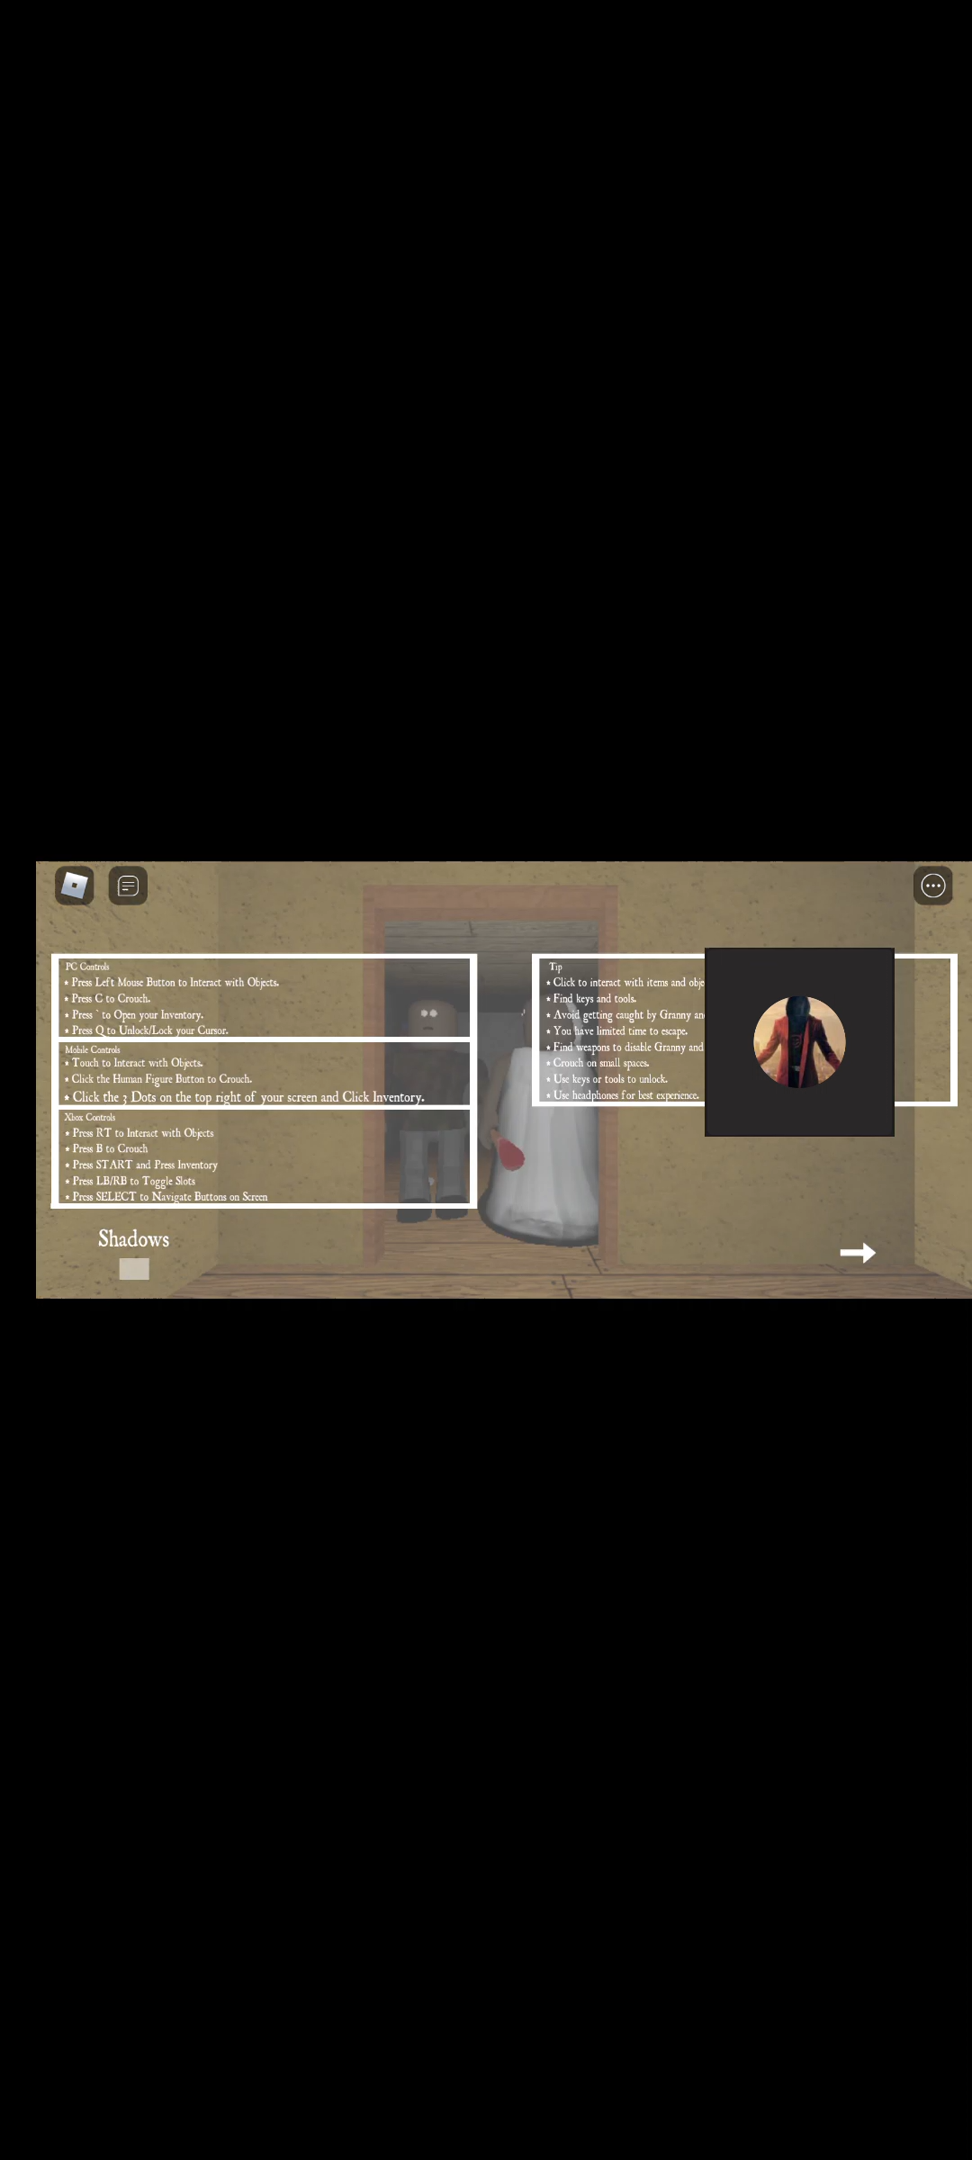 PC Controls
* Press Left Mouse Button to Interact with Objects.
* Press C to Crouch.
* Press ` to Open your Inventory.
* Press Q to Unlock/Lock your Cursor.
Mobile Controls
* Touch to Interact with Objects.
* Click the Human Figure Button to Crouch.
* Click the 3 Dots on the top right of your screen and Click Inventory.
Xbox Controls
* Press RT to Interact with Objects
* Press B to Crouch
* Press START and Press Inventory
* Press LB/RB to Toggle Slots
* Press SELECT to Navigate Buttons on Screen
Shadows
Tip
* Click to interact with items and
* Find keys and tools.
* Avoid getting caught by Granny
* You have limited time to escape.
* Find weapons to disable Granny and
* Crouch on small spaces.
* Use keys or tools to unlock.
* Use headphones for best experience.